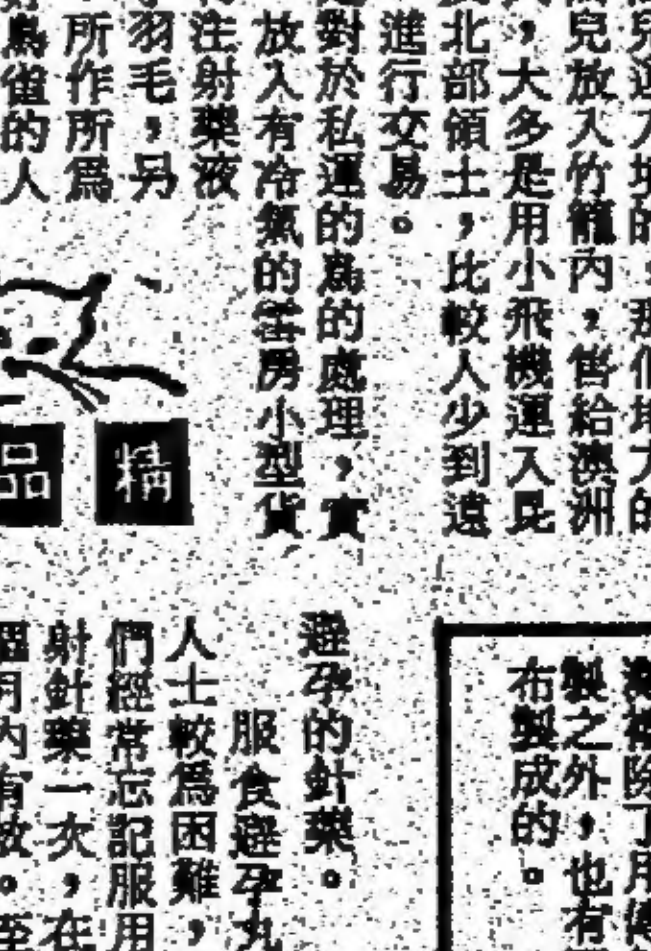 兒放入竹籠內，售給澳洲
，大多是用小飛機運入昆
北部領土，比較人少到遠
進行交易。
對於私運的鳥的處理，實
放入有冷氣的密房小型貨
注射藥液
羽毛，另
所作所爲
鳥雀的人
精品
製之外，也有
布製成的。
避孕的針藥。
服食避孕丸
人士較爲困難，
們經常忘記服用
射針藥一次，在
個月內有效。至